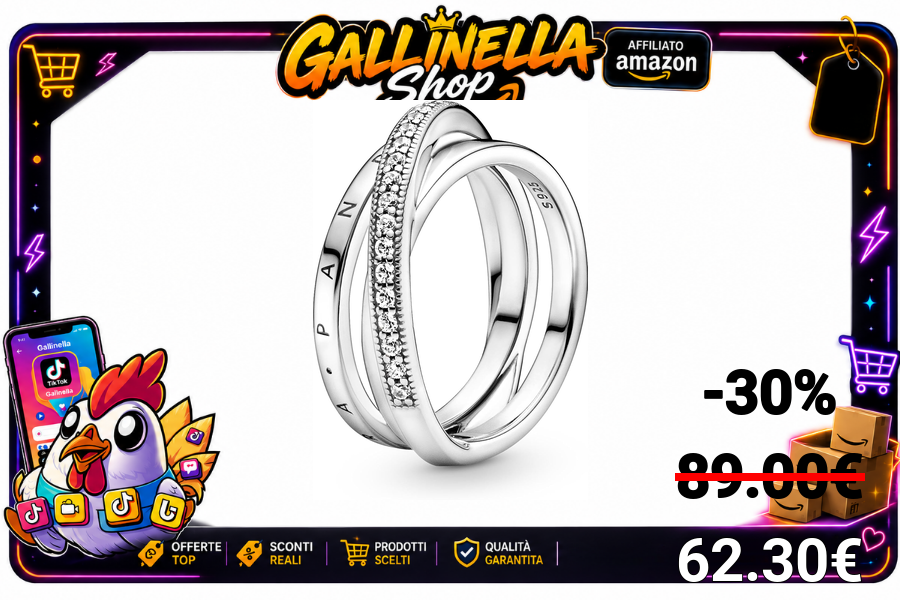 GALLINELLA
Shop
AFFILIATO
amazon
S925
A P P A N A
Gallinella
TikTok
Gallinella
-30%
89.00€
62.30€
OFFERTE
TOP
SCONTI
REALI
PRODOTTI
SCELTI
QUALITÀ
GARANTITA